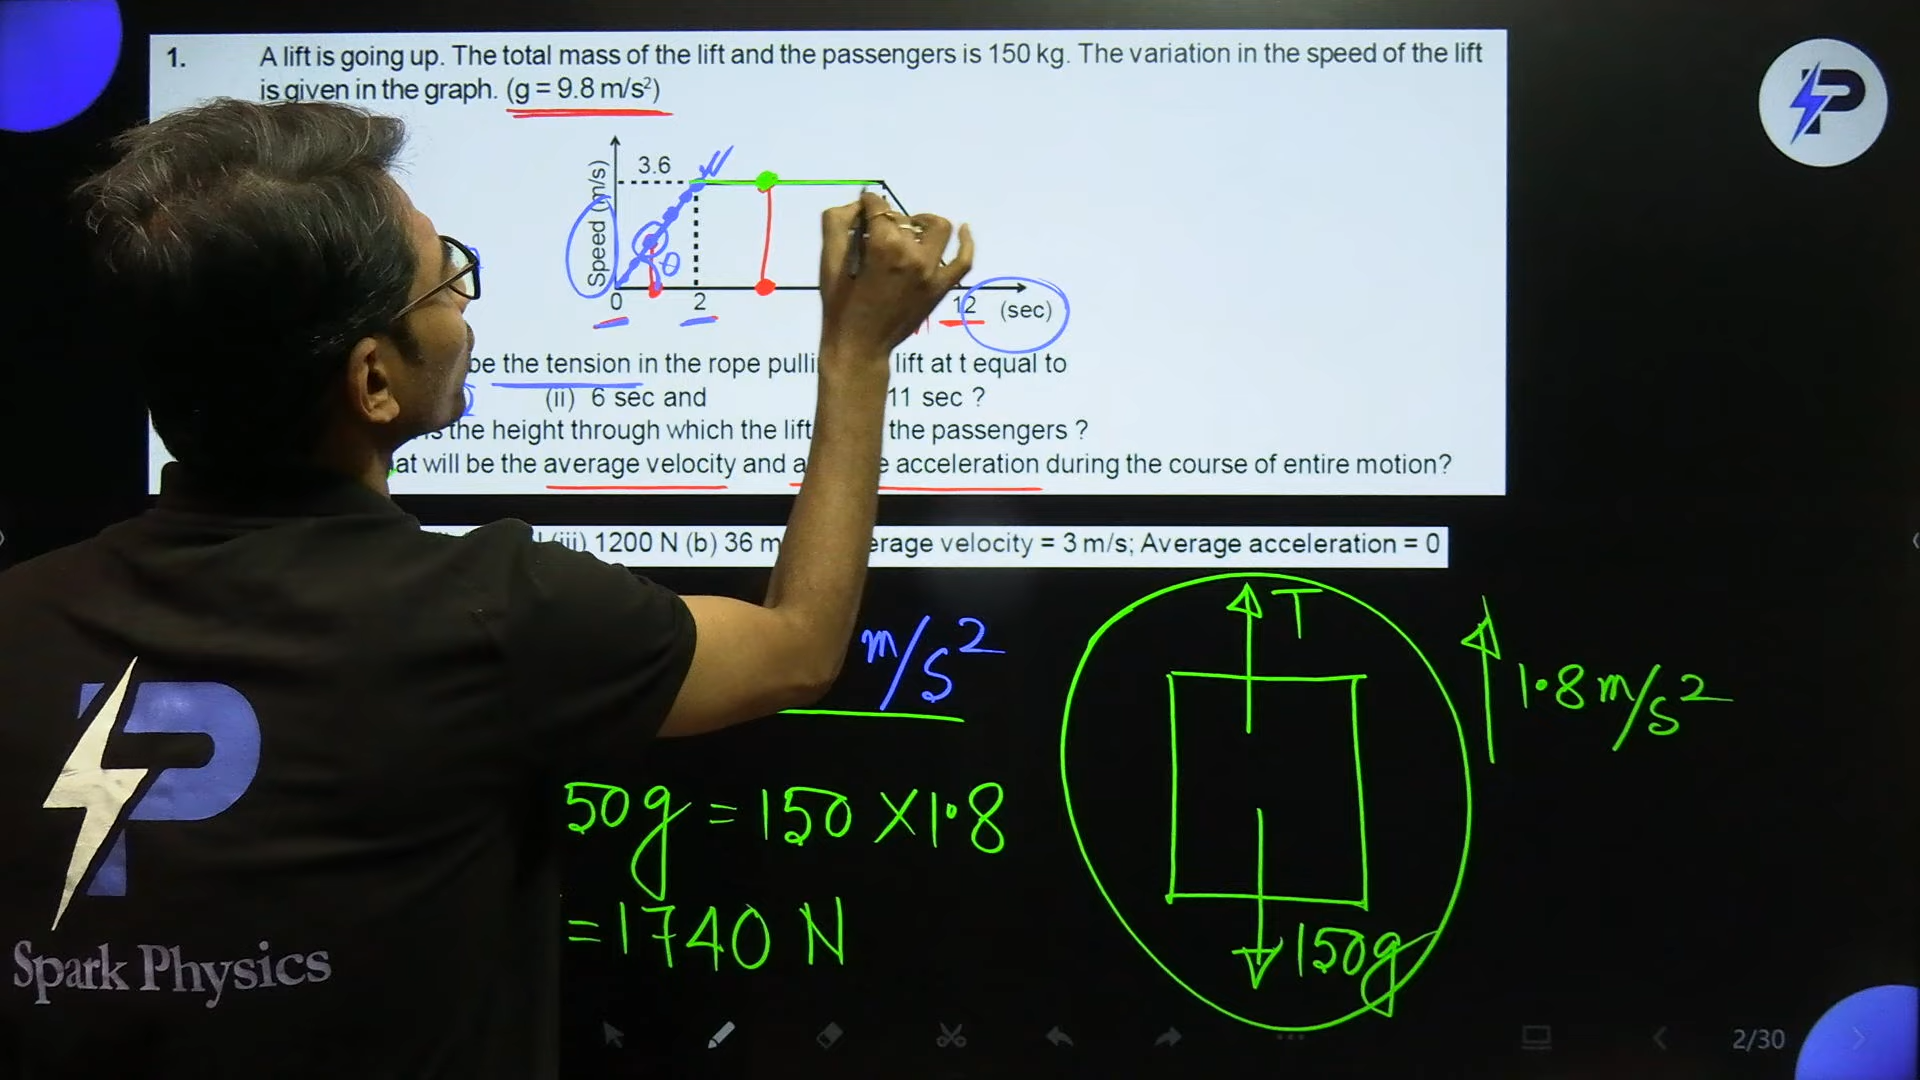 1. A lift is going up. The total mass of the lift and the passengers is 150 kg. The variation in the speed of the lift
is given in the graph. (g = 9.8 m/s²)
3.6
Speed (m/s)
θ
0 2 12 (sec)
be the tension in the rope lift at t equal to
(ii) 6 sec and 11 sec ?
the height through which the lift the passengers ?
will be the average velocity and acceleration during the course of entire motion?
(iii) 1200 N (b) 36 velocity = 3 m/s; Average acceleration = 0
m/s²
T
1.8 m/s²
50g = 150 × 1.8
= 1740 N
150g
P
Spark Physics
2/30